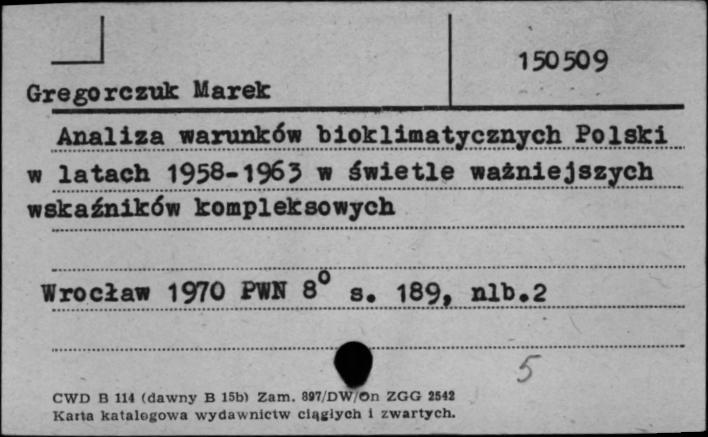 150509
Gregorczuk Marek
Analiza warunków bioklimatycznych Polski
w latach 1958-1963 w świetle ważniejszych
wskaźników kompleksowych
Wrocław 1970 PWN 8° s. 189, nlb.2
5
CWD B 114 (dawny B 15b) Zam. 897/DW/On ZGG 2542
Karta katalogowa wydawnictw ciągłych i zwartych.